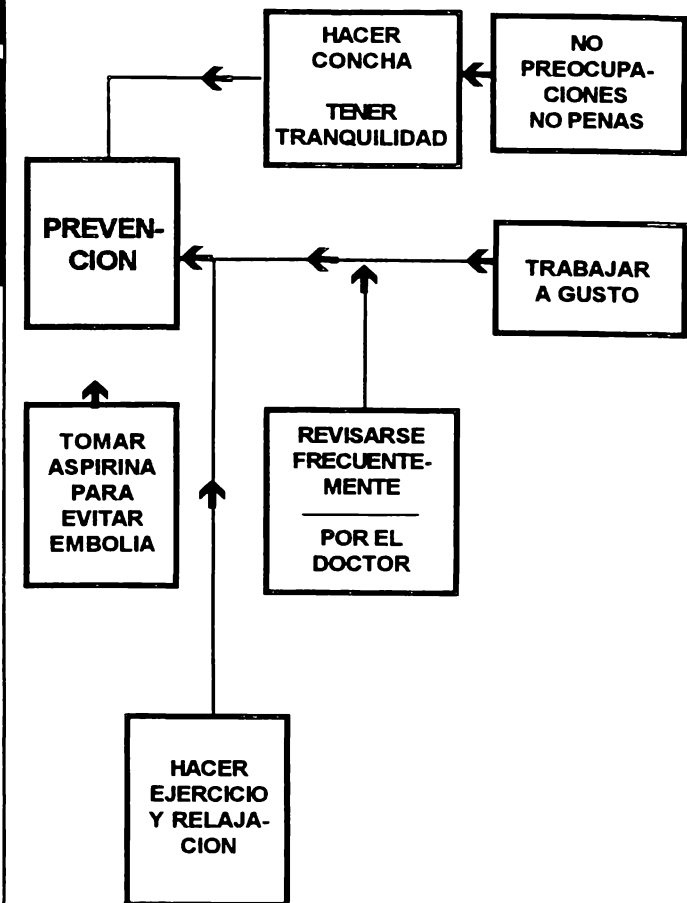 HACER
CONCHA
TENER
TRANQUILIDAD
NO
PREOCUPA-
CIONES
NO PENAS
PREVEN-
CION
TRABAJAR
A GUSTO
TOMAR
ASPIRINA
PARA
EVITAR
EMBOLIA
REVISARSE
FRECUENTE-
MENTE
POR EL
DOCTOR
HACER
EJERCICIO
Y RELAJA-
CION